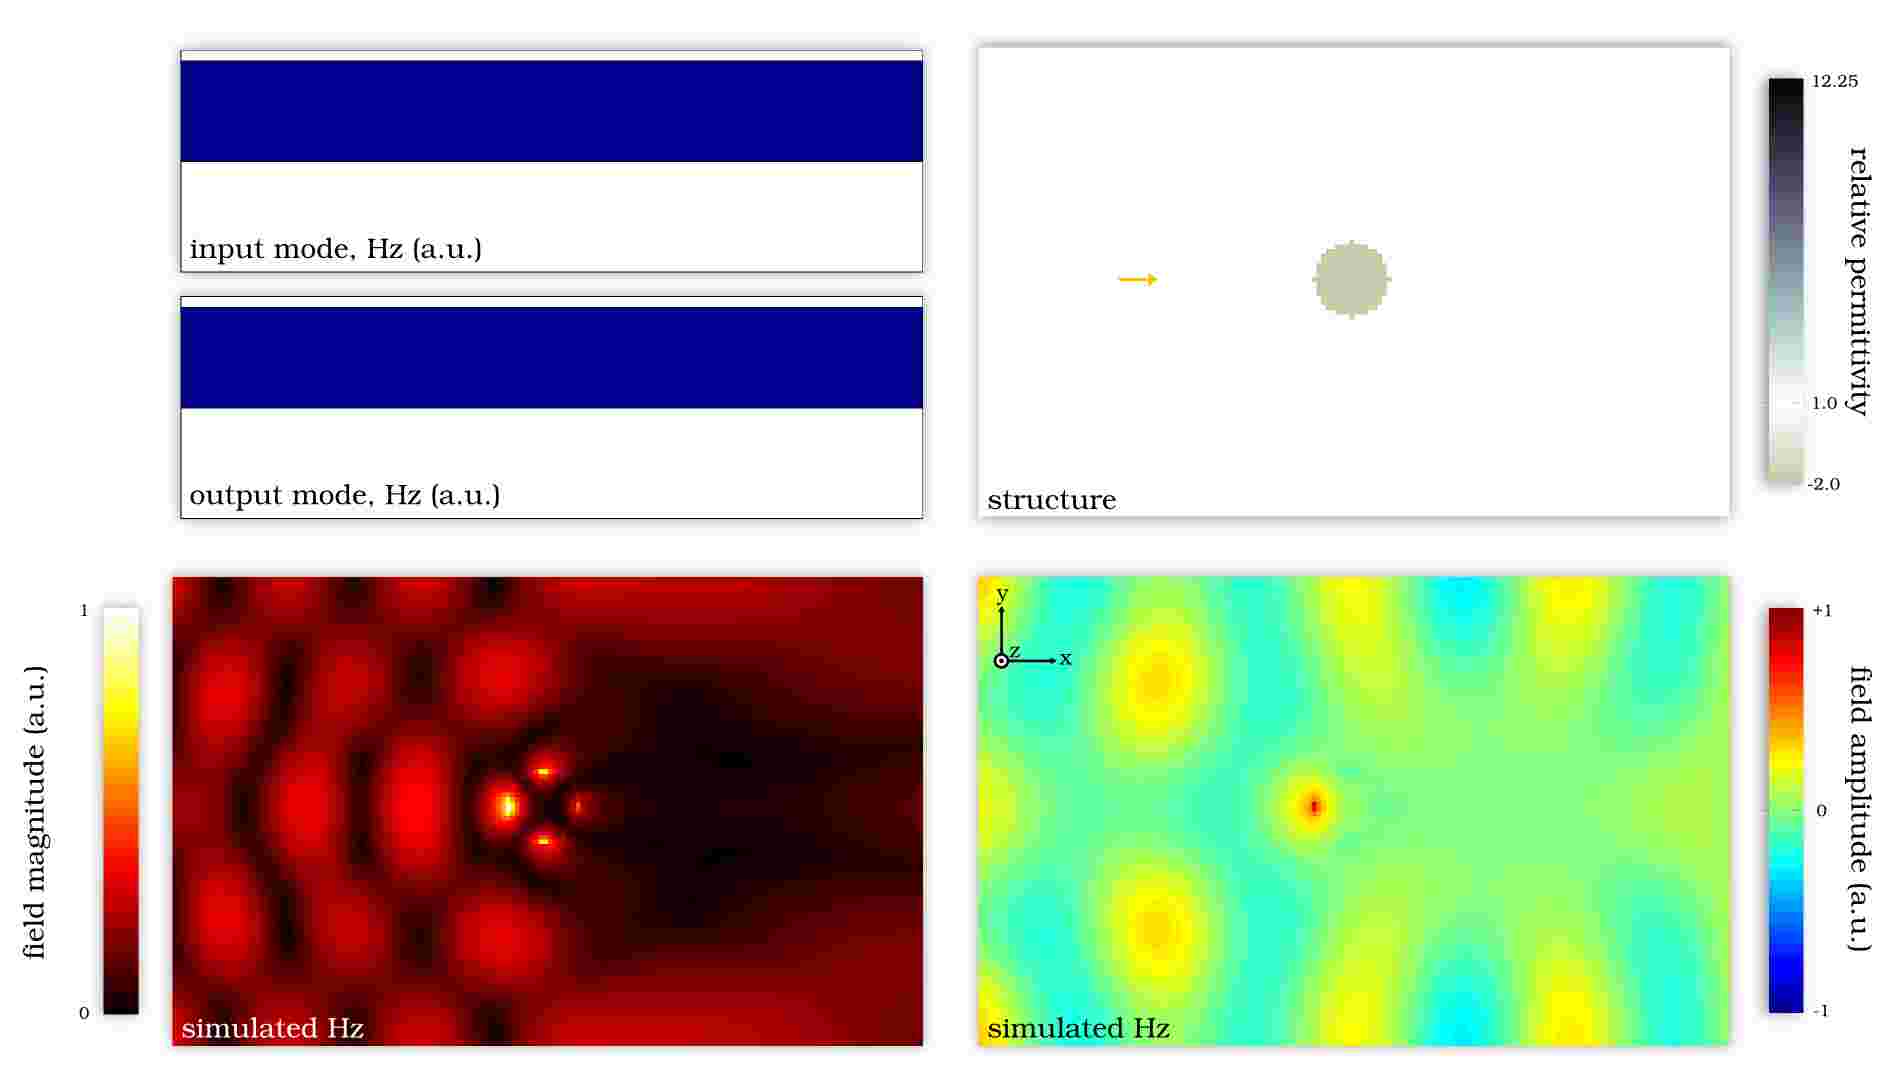 input mode, Hz (a.u.)
output mode, Hz (a.u.)
structure
12.25
1.0
-2.0
relative permittivity
1
0
field magnitude (a.u.)
simulated Hz
y
z
x
simulated Hz
+1
0
-1
field amplitude (a.u.)